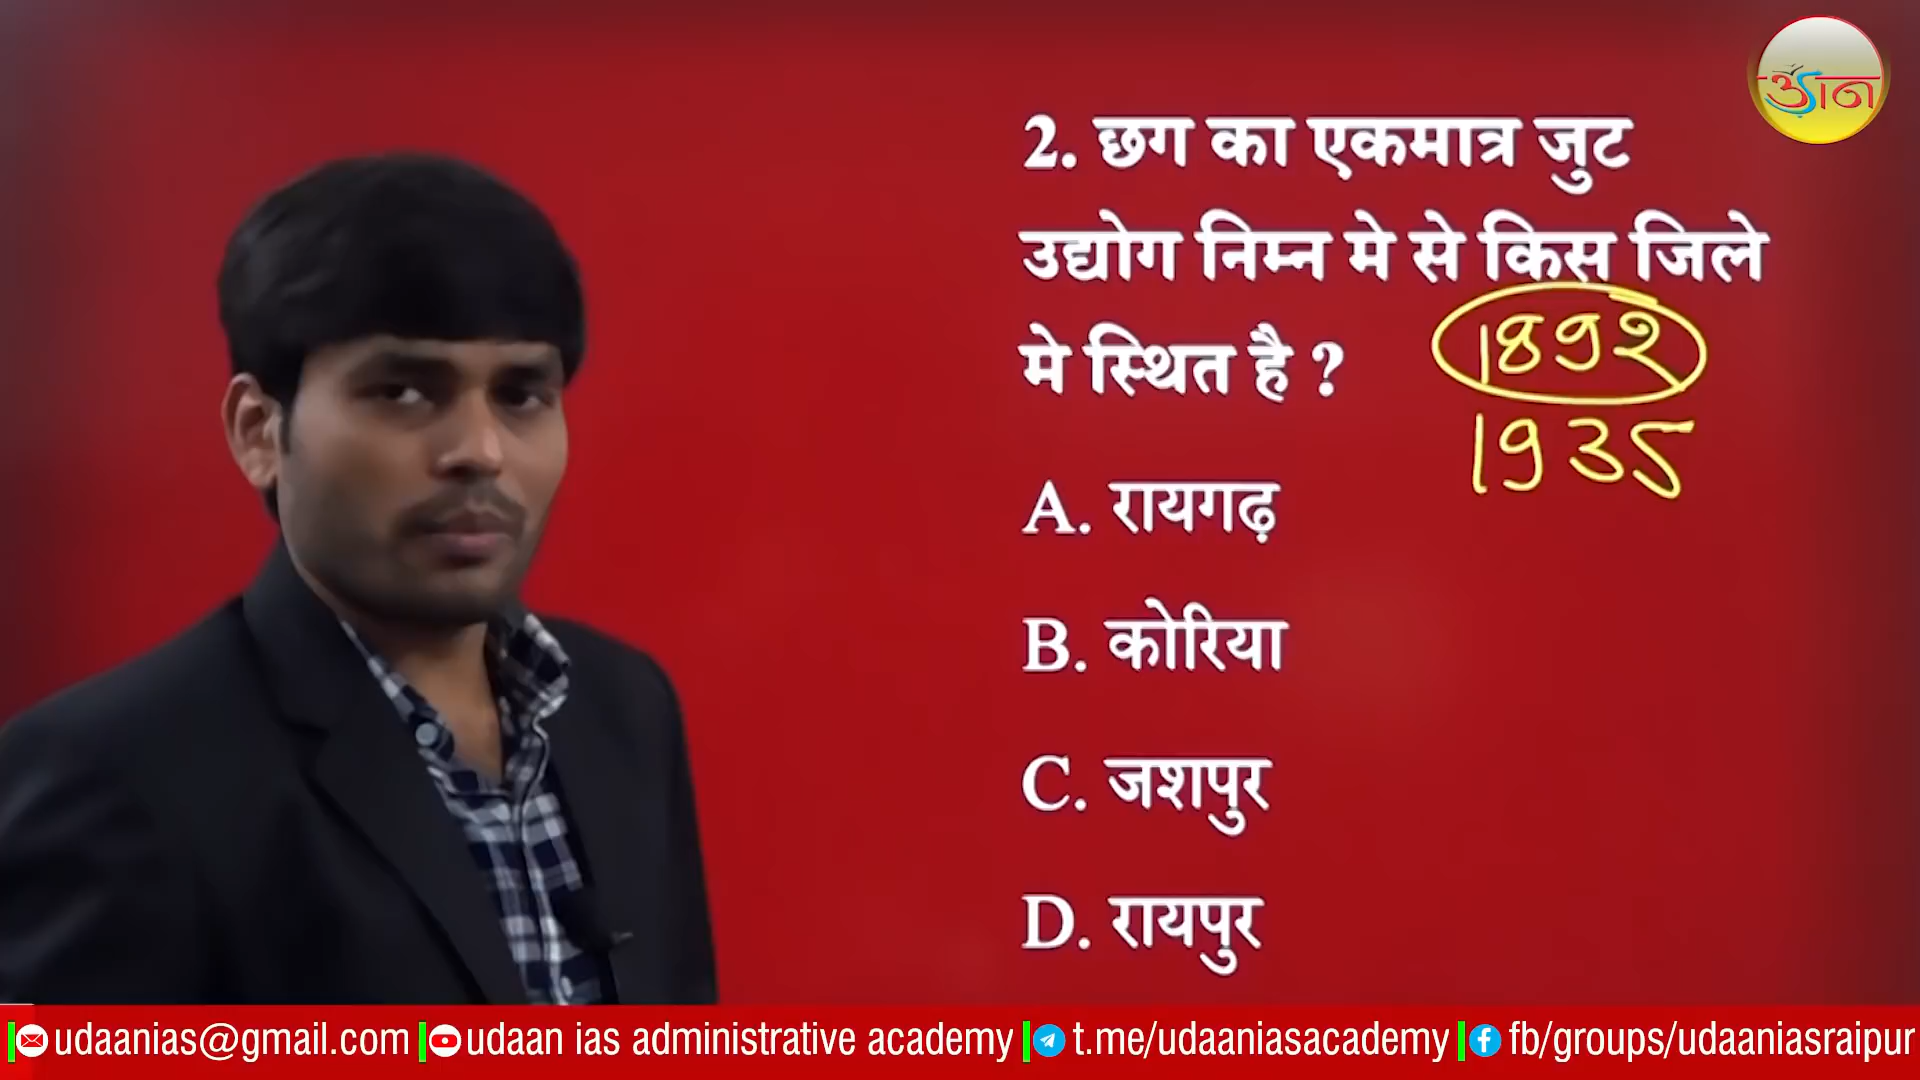 उड़ान
2. छग का एकमात्र जुट
उद्योग निम्न मे से किस जिले
मे स्थित है ?
1892
1935
A. रायगढ़
B. कोरिया
C. जशपुर
D. रायपुर
udaanias@gmail.com udaan ias administrative academy t.me/udaaniasacademy fb/groups/udaaniasraipur